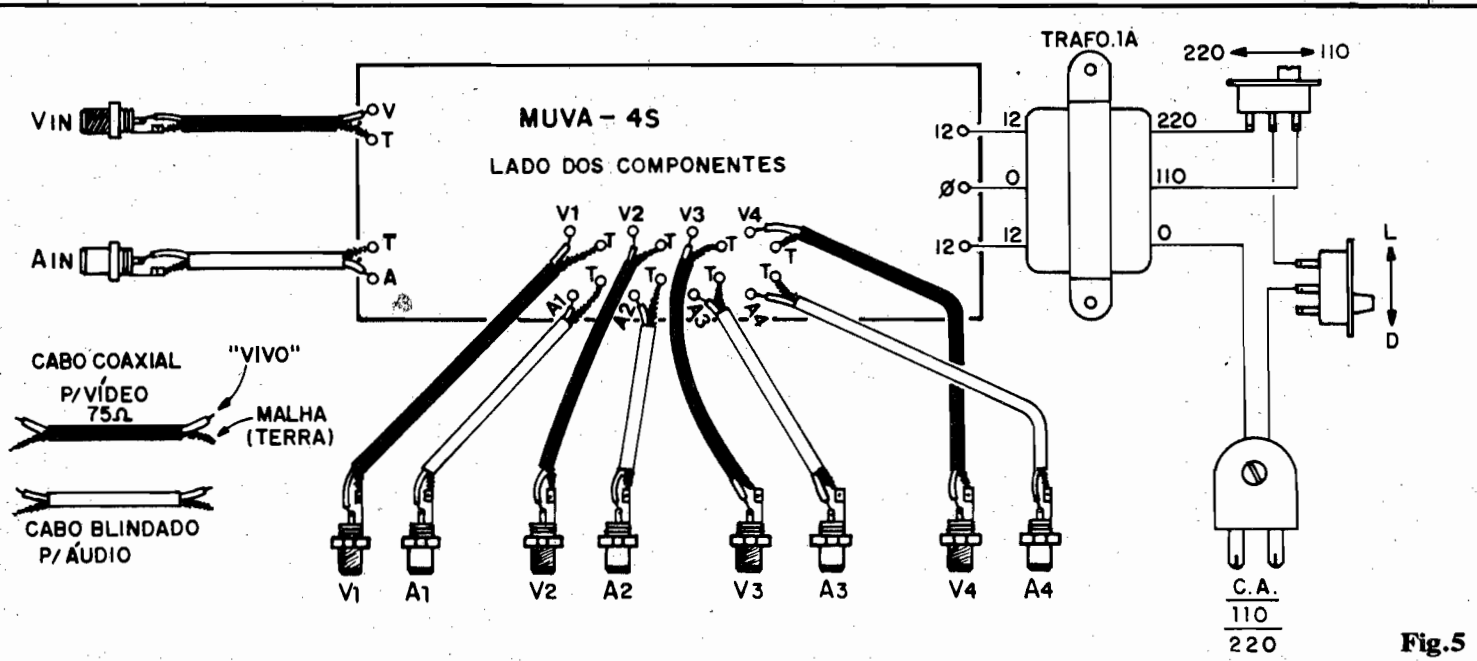 TRAFO.1A
220 110
VIN
V
T
MUVA - 4S
LADO DOS COMPONENTES
12 12 220
Ø 0 110
12 12 0
AIN
T
A
V1 T V2 T V3 T V4 T
A1 T A2 T A3 T A4 T
L
D
CABO COAXIAL
P/VÍDEO
75Ω
"VIVO"
MALHA
(TERRA)
CABO BLINDADO
P/ÁUDIO
V1 A1 V2 A2 V3 A3 V4 A4
C.A.
110
220
Fig.5